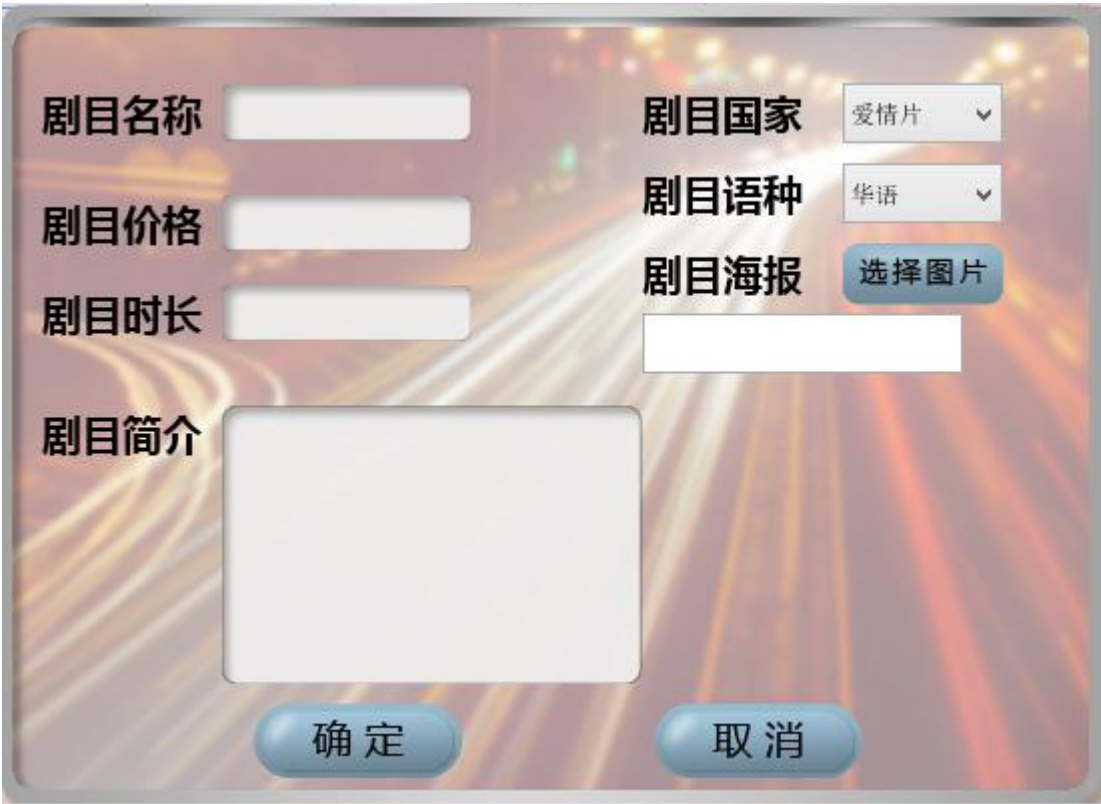 剧目名称
剧目国家 爱情片
剧目价格
剧目语种 华语
剧目时长
剧目海报 选择图片
剧目简介
确定 取消